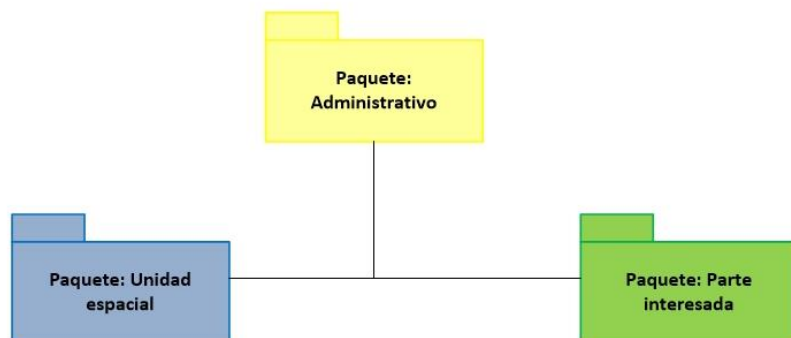 Paquete:
Administrativo
Paquete: Unidad
espacial
Paquete: Parte
interesada